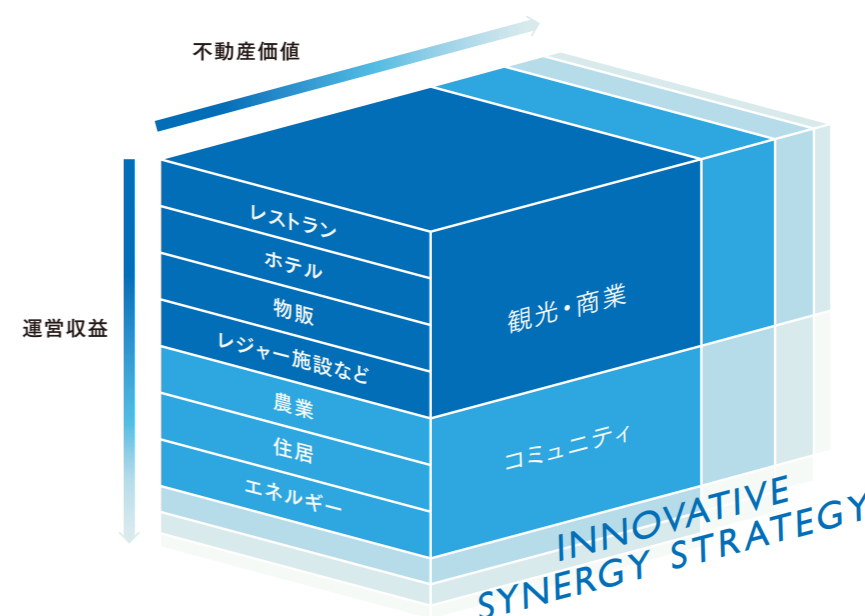 不動産価値
運営収益
レストラン
ホテル
物販
レジャー施設など
農業
住居
エネルギー
観光・商業
コミュニティ
INNOVATIVE
SYNERGY STRATEGY